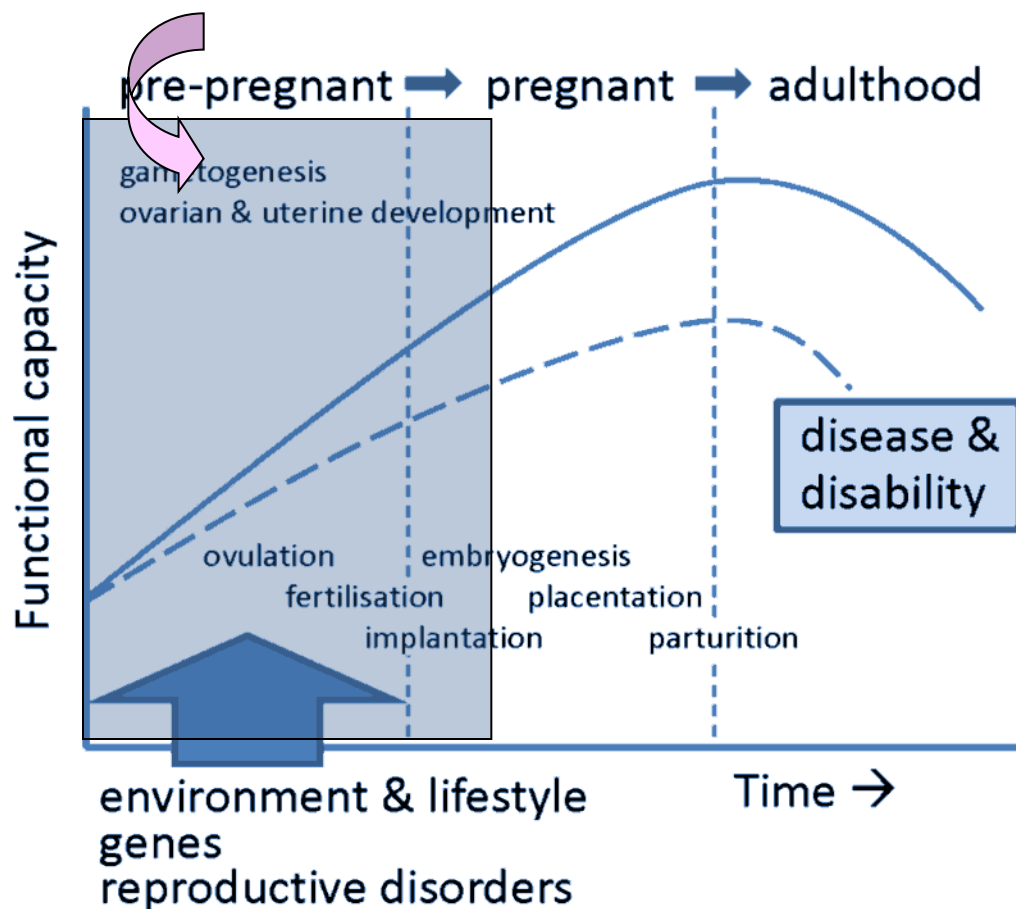 pre-pregnant → pregnant → adulthood
gametogenesis
ovarian & uterine development
Functional capacity
disease &
disability
ovulation embryogenesis
fertilisation placentation
implantation parturition
environment & lifestyle
genes
reproductive disorders
Time →